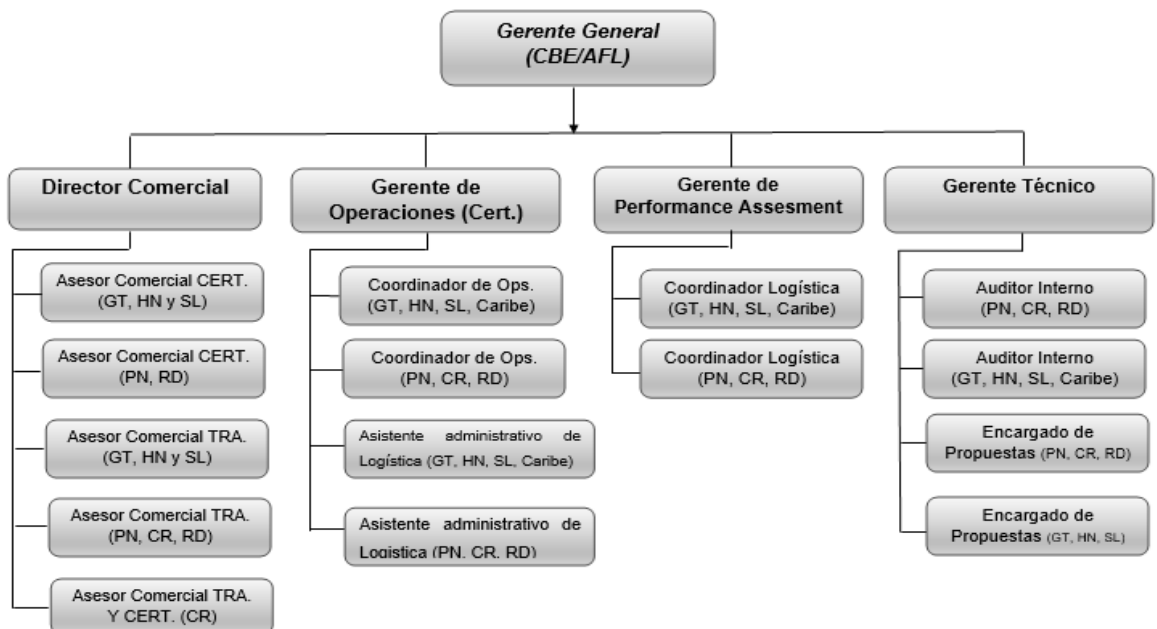 Gerente General
(CBE/AFL)
Director Comercial
Asesor Comercial CERT.
(GT, HN y SL)
Asesor Comercial CERT.
(PN, RD)
Asesor Comercial TRA.
(GT, HN y SL)
Asesor Comercial TRA.
(PN, CR, RD)
Asesor Comercial TRA.
Y CERT. (CR)
Gerente de
Operaciones (Cert.)
Coordinador de Ops.
(GT, HN, SL, Caribe)
Coordinador de Ops.
(PN, CR, RD)
Asistente administrativo de
Logística (GT, HN, SL, Caribe)
Asistente administrativo de
Logistica (PN, CR, RD)
Gerente de
Performance Assesment
Coordinador Logística
(GT, HN, SL, Caribe)
Coordinador Logística
(PN, CR, RD)
Gerente Técnico
Auditor Interno
(PN, CR, RD)
Auditor Interno
(GT, HN, SL, Caribe)
Encargado de
Propuestas (PN, CR, RD)
Encargado de
Propuestas (GT, HN, SL)